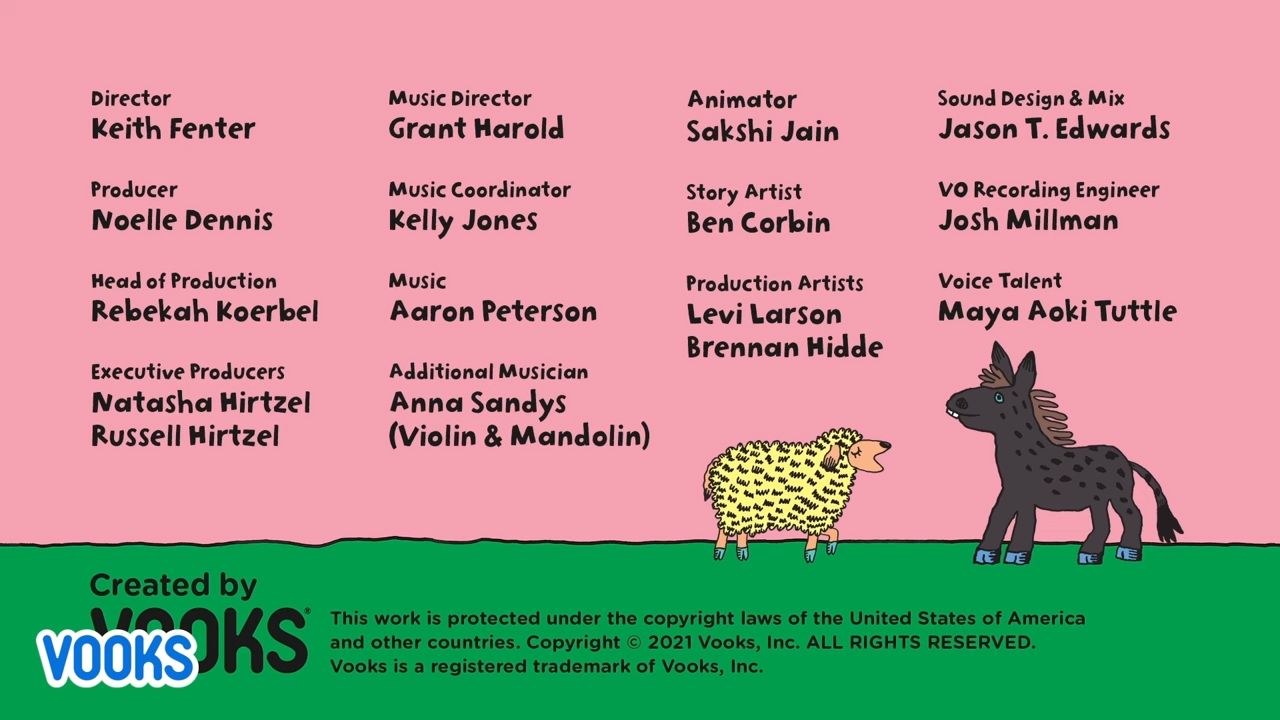 Director
Keith Fenter
Producer
Noelle Dennis
Head of Production
Rebekah Koerbel
Executive Producers
Natasha Hirtzel
Russell Hirtzel
Music Director
Grant Harold
Music Coordinator
Kelly Jones
Music
Aaron Peterson
Additional Musician
Anna Sandys
(Violin & Mandolin)
Animator
Sakshi Jain
Story Artist
Ben Corbin
Production Artists
Levi Larson
Brennan Hidde
Sound Design & Mix
Jason T. Edwards
VO Recording Engineer
Josh Millman
Voice Talent
Maya Aoki Tuttle
Created by
VOOKS®
VOOKS
This work is protected under the copyright laws of the United States of America
and other countries. Copyright © 2021 Vooks, Inc. ALL RIGHTS RESERVED.
Vooks is a registered trademark of Vooks, Inc.